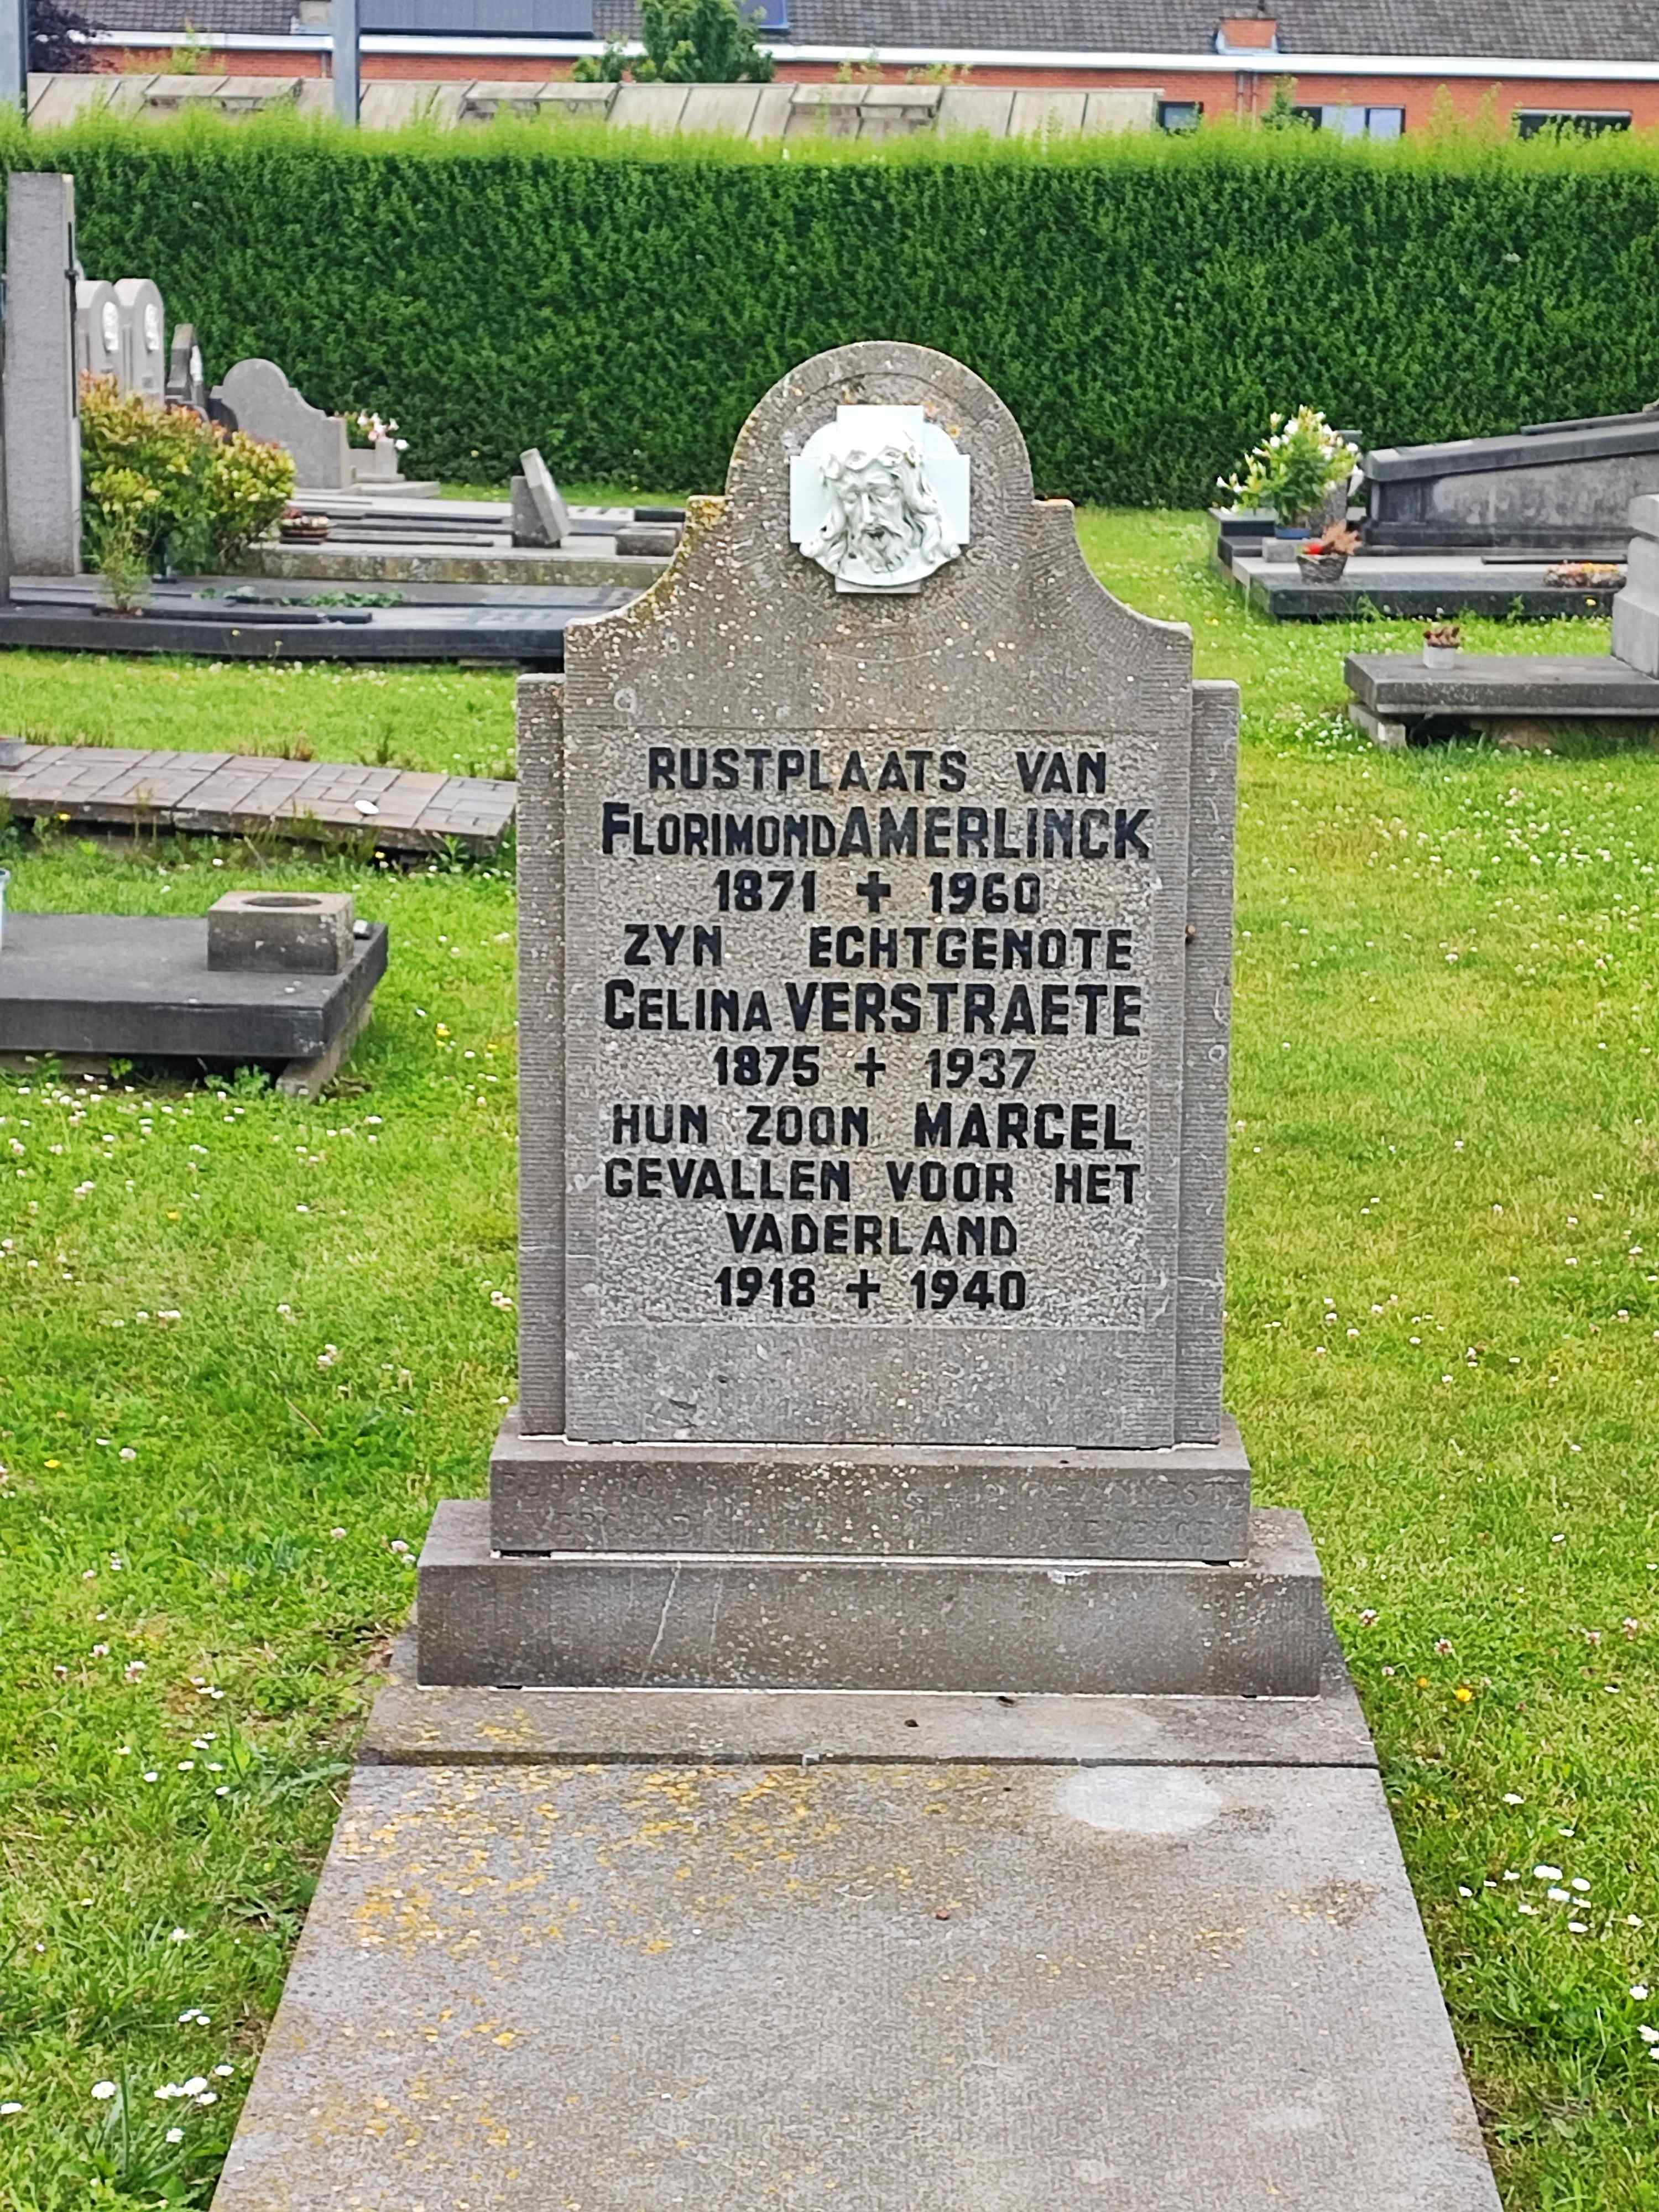 RUSTPLAATS VAN
FLORIMOND AMERLINCK
1871 + 1960
ZYN ECHTGENOTE
CELINA VERSTRAETE
1875 + 1937
HUN ZOON MARCEL
GEVALLEN VOOR HET
VADERLAND
1918 + 1940